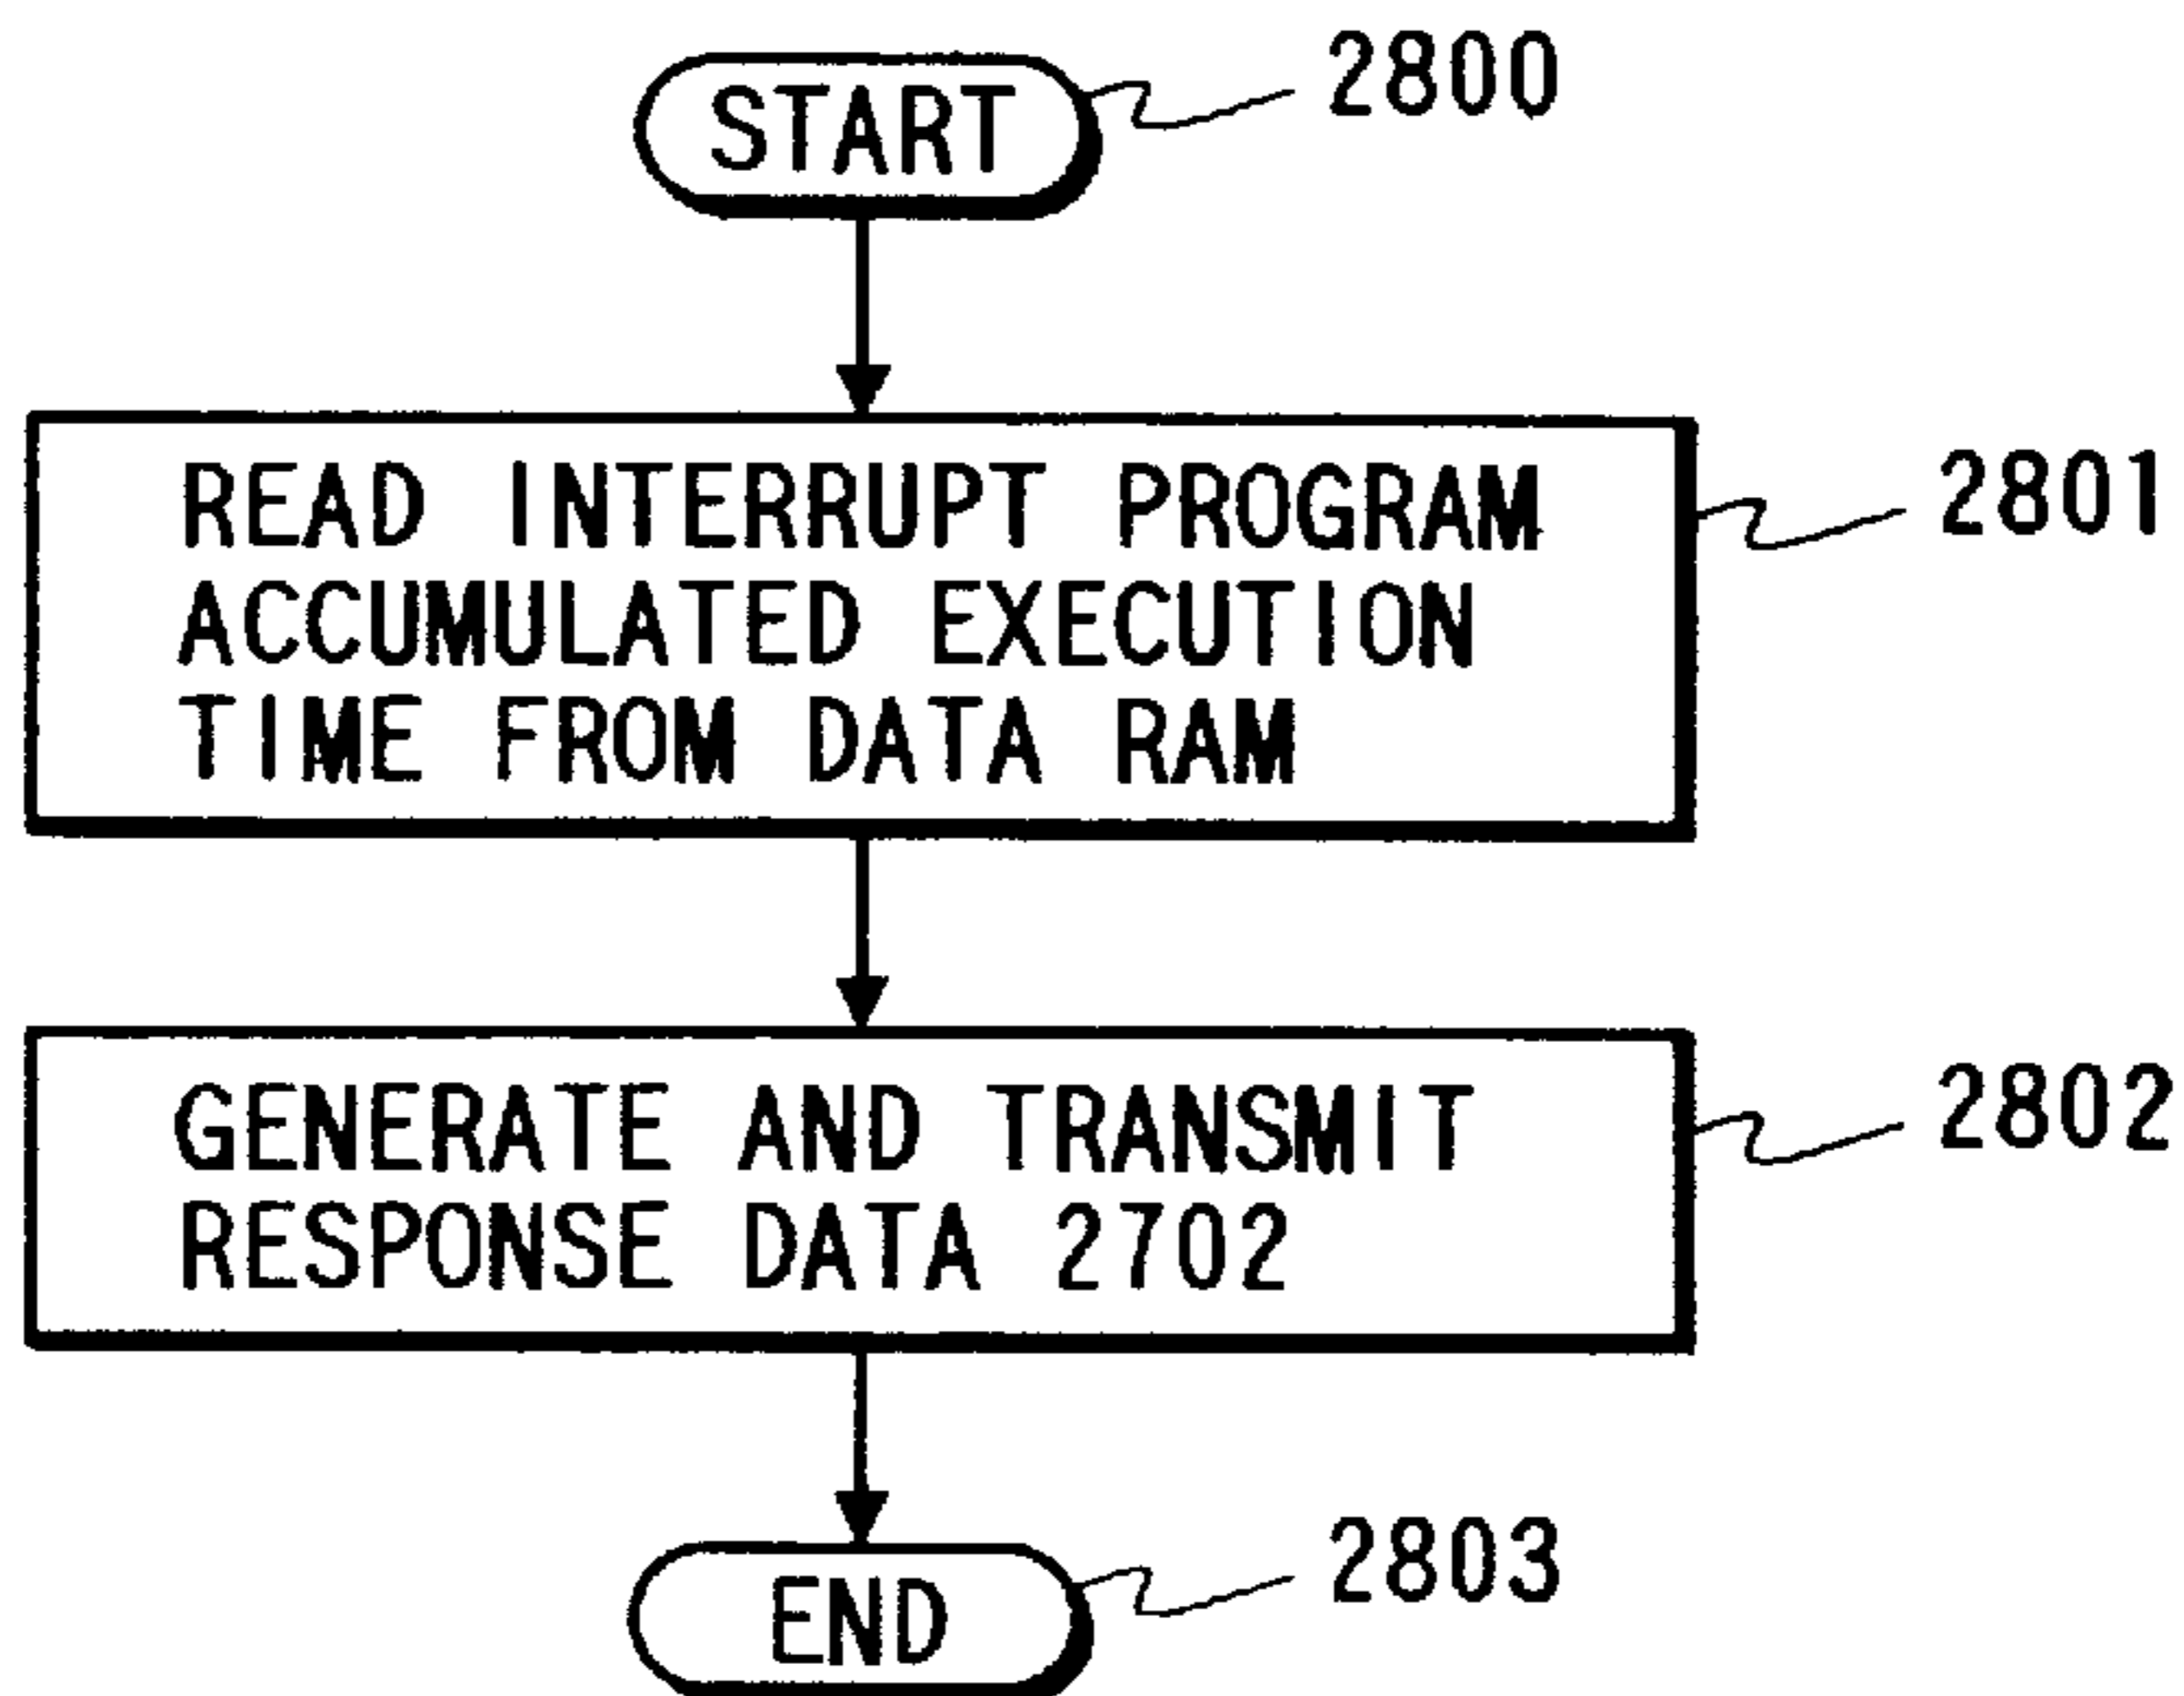 START
2800
READ INTERRUPT PROGRAM
ACCUMULATED EXECUTION
TIME FROM DATA RAM
2801
GENERATE AND TRANSMIT
RESPONSE DATA 2702
2802
END
2803